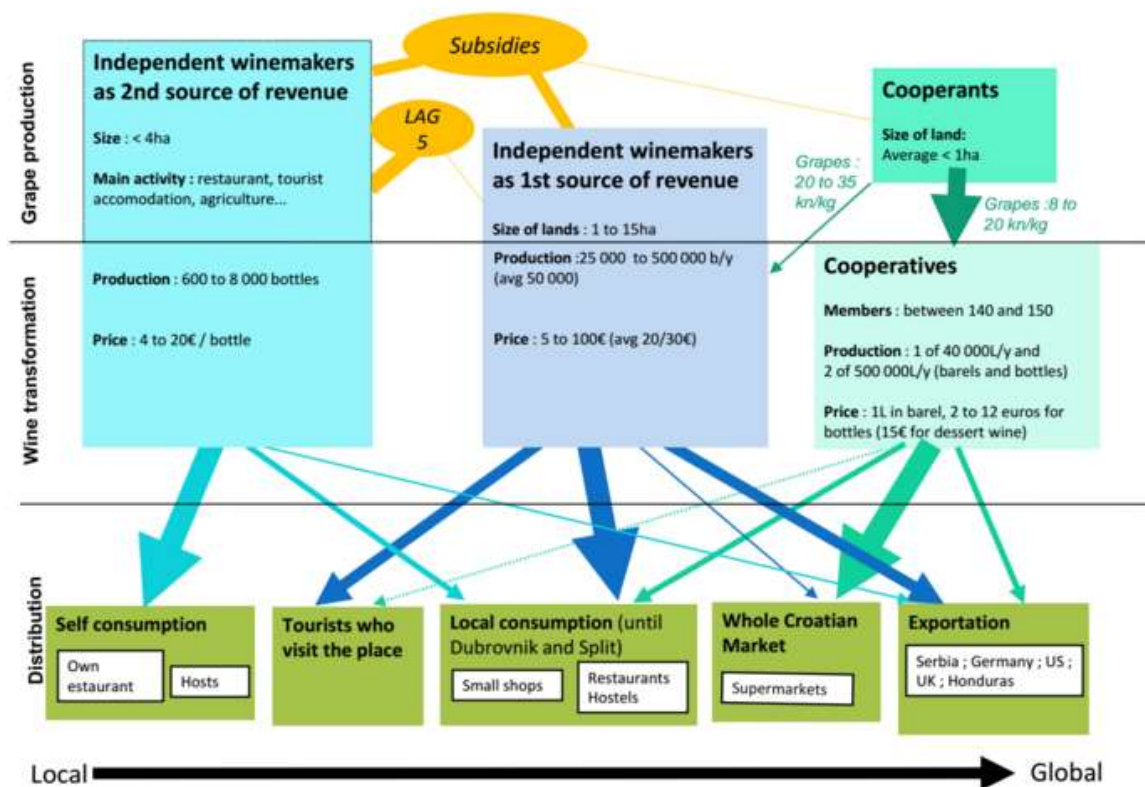 Subsidies
LAG
5
Grape production
Independent winemakers
as 2nd source of revenue
Size : < 4ha
Main activity : restaurant, tourist
accomodation, agriculture...
Independent winemakers
as 1st source of revenue
Size of lands : 1 to 15ha
Cooperants
Size of land:
Average < 1ha
Grapes :
20 to 35
kn/kg
Grapes :8 to
20 kn/kg
Wine transformation
Production : 600 to 8 000 bottles
Price : 4 to 20€ / bottle
Production :25 000 to 500 000 b/y
(avg 50 000)
Price : 5 to 100€ (avg 20/30€)
Cooperatives
Members : between 140 and 150
Production : 1 of 40 000L/y and
2 of 500 000L/y (barels and bottles)
Price : 1L in barel, 2 to 12 euros for
bottles (15€ for dessert wine)
Distribution
Self consumption
Own
estaurant
Hosts
Tourists who
visit the place
Local consumption (until
Dubrovnik and Split)
Small shops
Restaurants
Hostels
Whole Croatian
Market
Supermarkets
Exportation
Serbia ; Germany ; US ;
UK ; Honduras
Local
Global